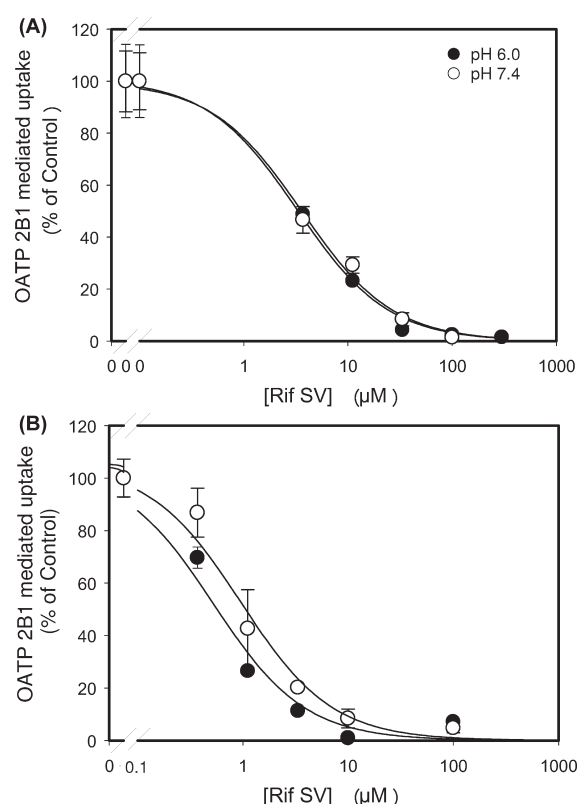 (A)
120
100
80
60
40
20
0
OATP 2B1 mediated uptake
(% of Control)
pH 6.0
pH 7.4
0 0 0 1 10 100 1000
[Rif SV] (µM )
(B)
120
100
80
60
40
20
0
OATP 2B1 mediated uptake
(% of Control)
0 0.1 1 10 100 1000
[Rif SV] (µM )